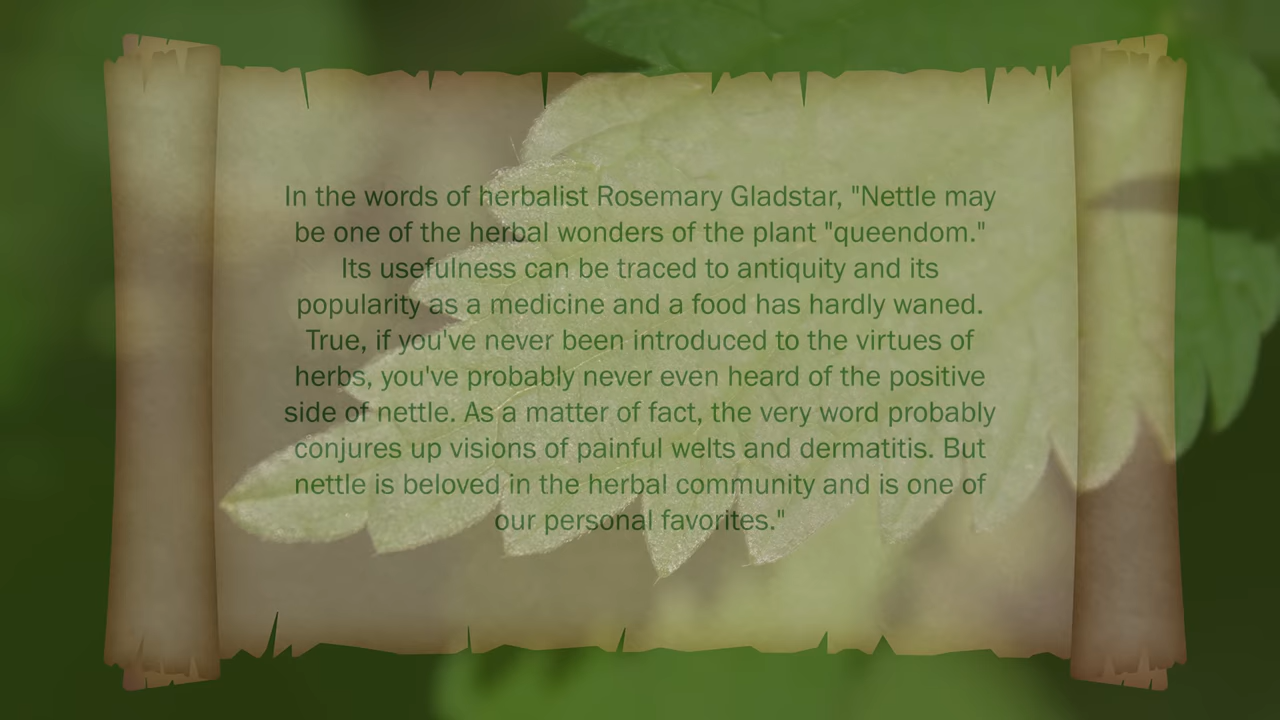 In the words of herbalist Rosemary Gladstar, "Nettle may
be one of the herbal wonders of the plant "queendom."
Its usefulness can be traced to antiquity and its
popularity as a medicine and a food has hardly waned.
True, if you've never been introduced to the virtues of
herbs, you've probably never even heard of the positive
side of nettle. As a matter of fact, the very word probably
conjures up visions of painful welts and dermatitis. But
nettle is beloved in the herbal community and is one of
our personal favorites."